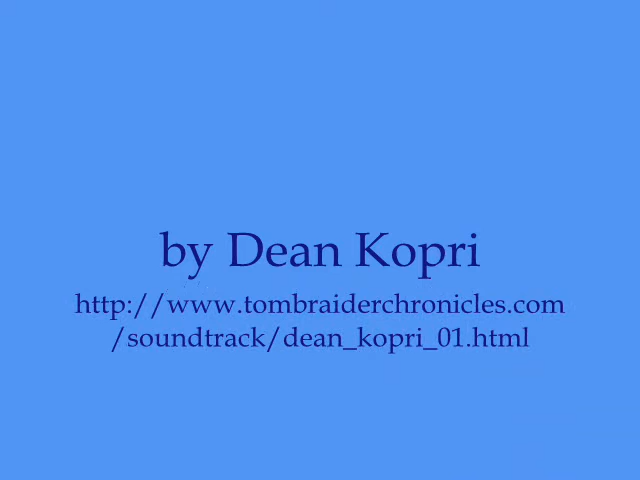 by Dean Kopri
http://www.tombraiderchronicles.com
/soundtrack/dean_kopri_01.html